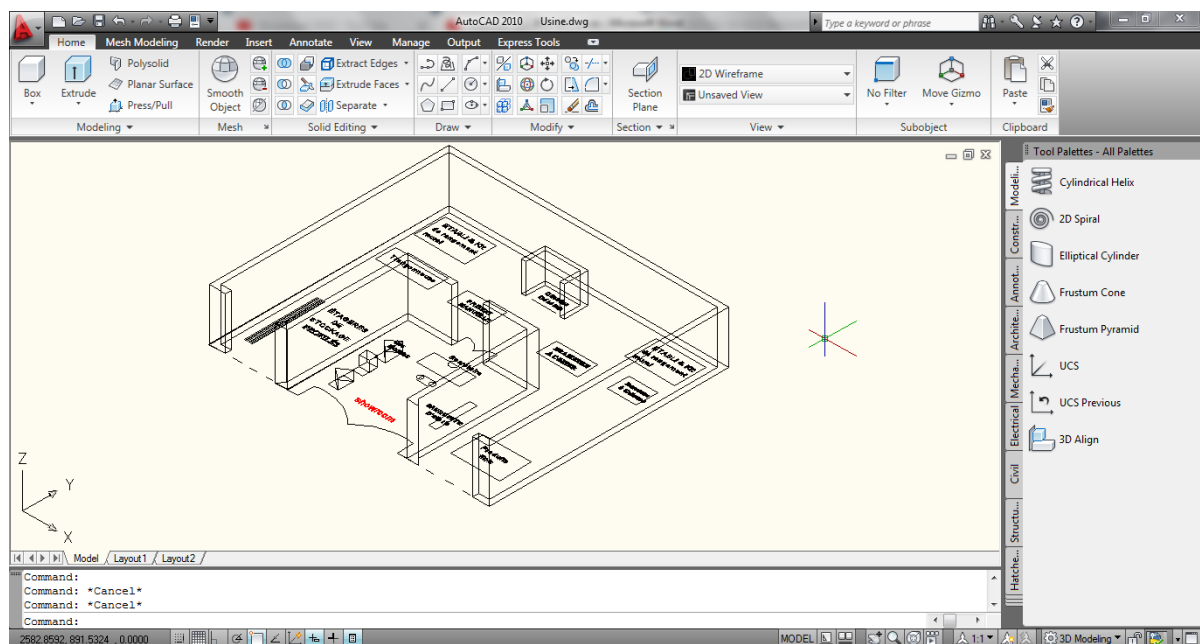 AutoCAD 2010 Usine.dwg
Type a keyword or phrase
Home Mesh Modeling Render Insert Annotate View Manage Output Express Tools
Box
Extrude
Polysolid
Planar Surface
Press/Pull
Smooth
Object
Extract Edges
Extrude Faces
Separate
Section
Plane
2D Wireframe
Unsaved View
No Filter
Move Gizmo
Paste
Modeling Mesh Solid Editing Draw Modify Section View Subobject Clipboard
Tool Palettes - All Palettes
Modeli...
Constr...
Annot...
Archite...
Mecha...
Electrical
Civil
Structu...
Hatche...
Cylindrical Helix
2D Spiral
Elliptical Cylinder
Frustum Cone
Frustum Pyramid
UCS
UCS Previous
3D Align
ETAGERES
DE
STOCKAGE
PROFILÉS
showroom
Z
Y
X
Model Layout1 Layout2
Command:
Command: *Cancel*
Command: *Cancel*
Command:
2582.8592, 891.5324 , 0.0000
MODEL
1:1
3D Modeling